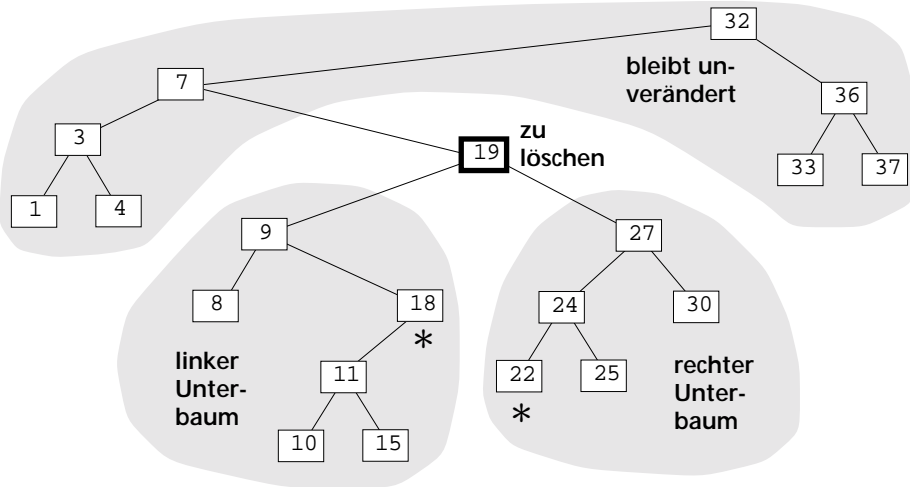 32
bleibt un-
verändert
7
36
3
zu
löschen
19
33
37
1
4
9
27
8
18
24
30
*
linker
Unter-
baum
11
22
25
rechter
Unter-
baum
*
10
15